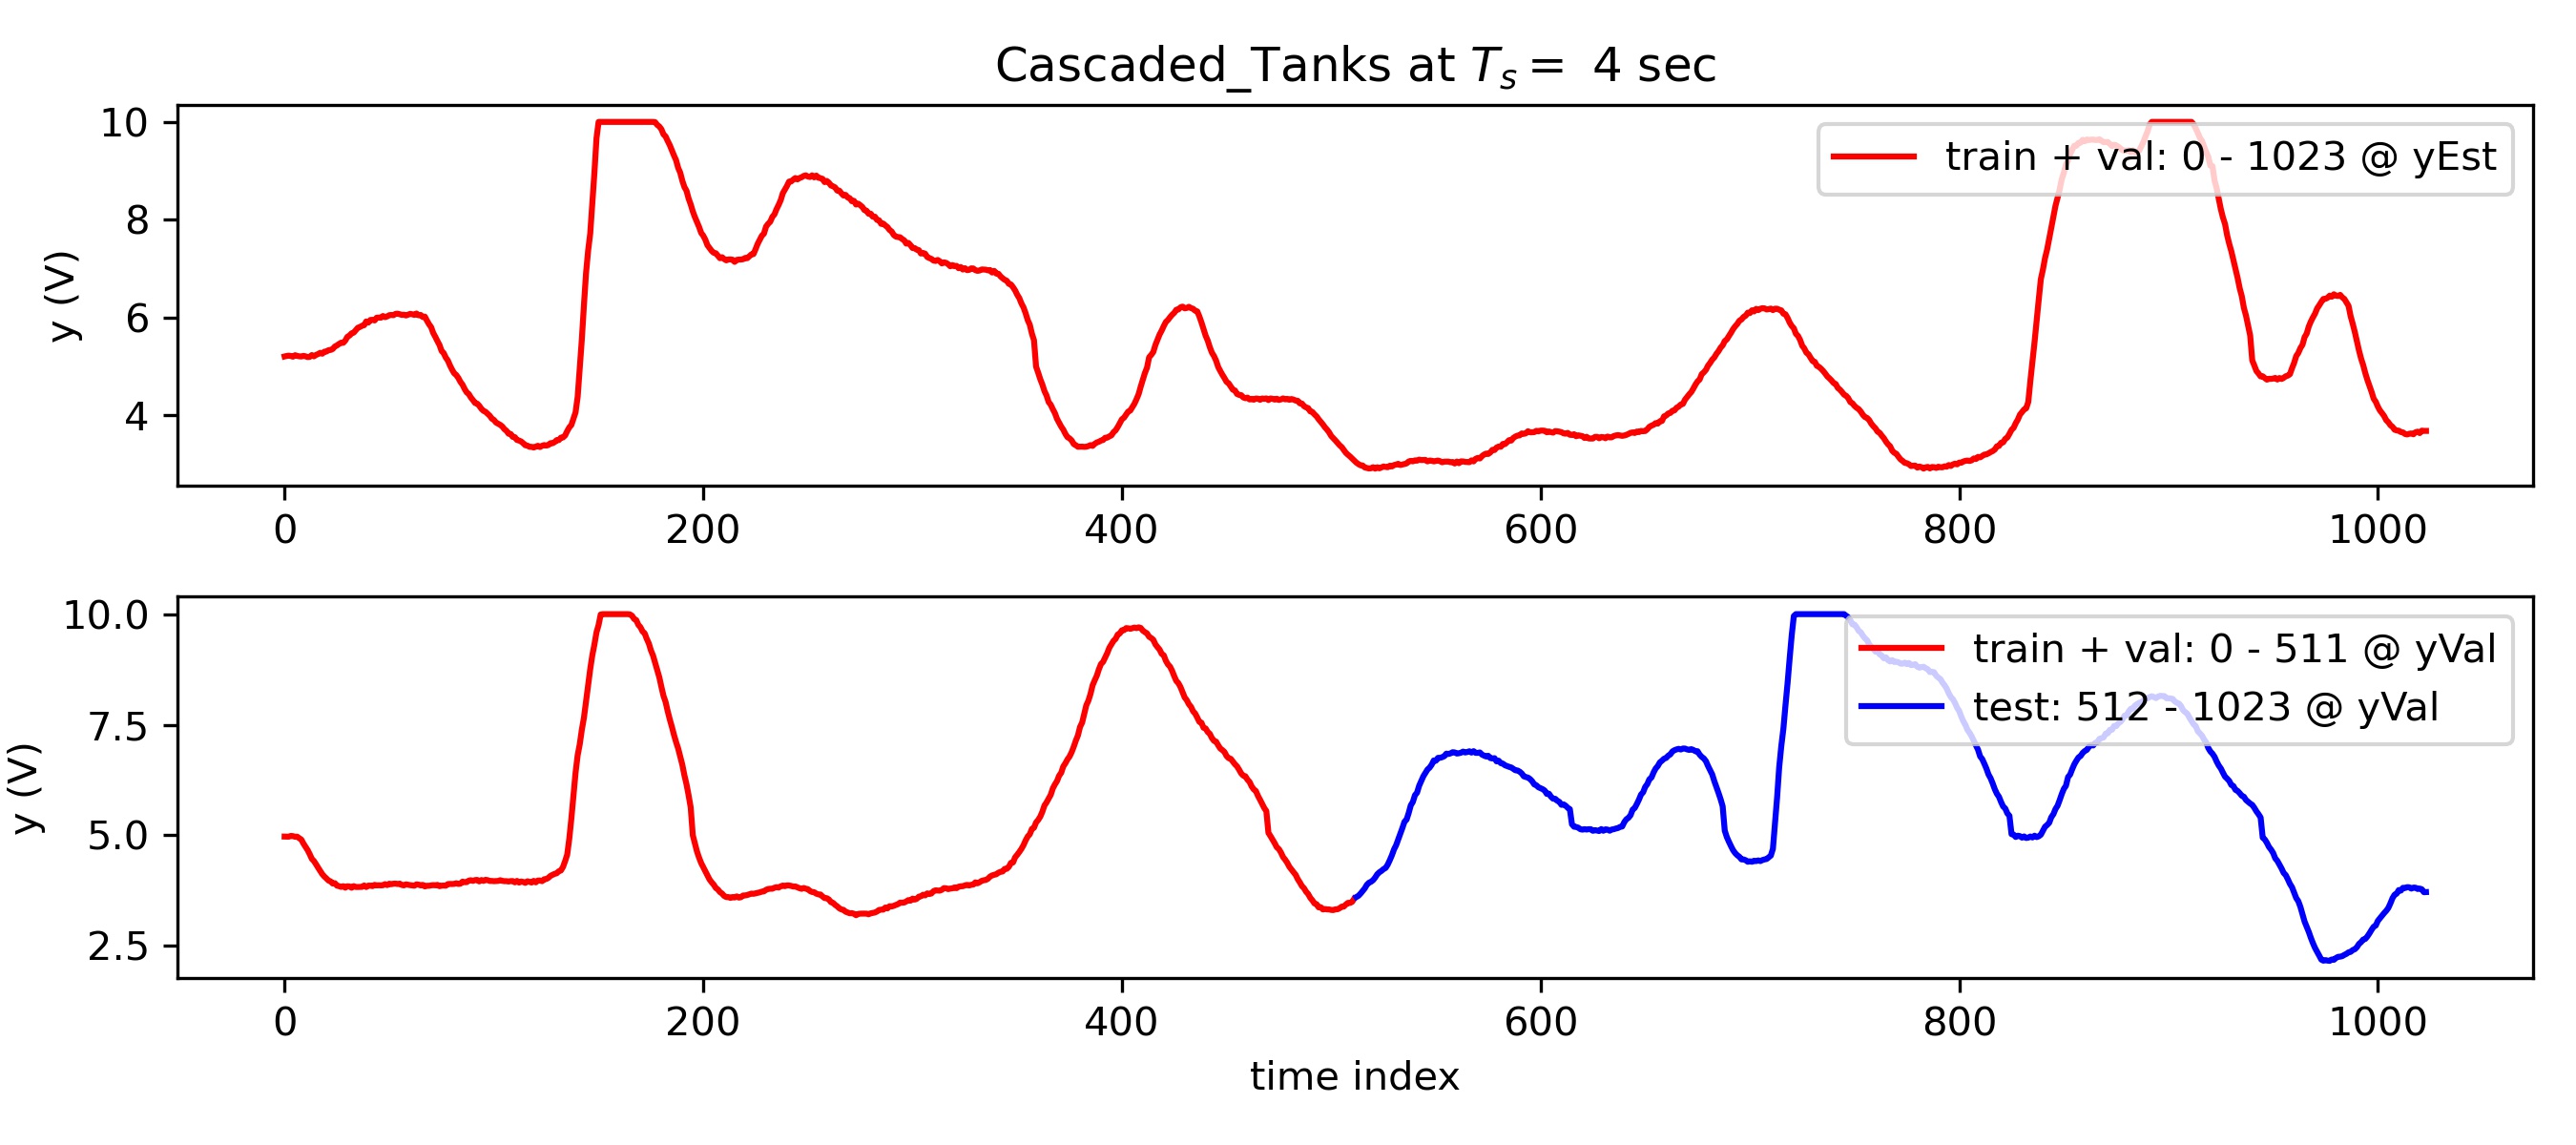 Cascaded_Tanks at Tₛ = 4 sec
10
8
6
4
y (V)
train + val: 0 - 1023 @ yEst
0 200 400 600 800 1000
10.0
7.5
5.0
2.5
y (V)
train + val: 0 - 511 @ yVal
test: 512 - 1023 @ yVal
0 200 400 600 800 1000
time index